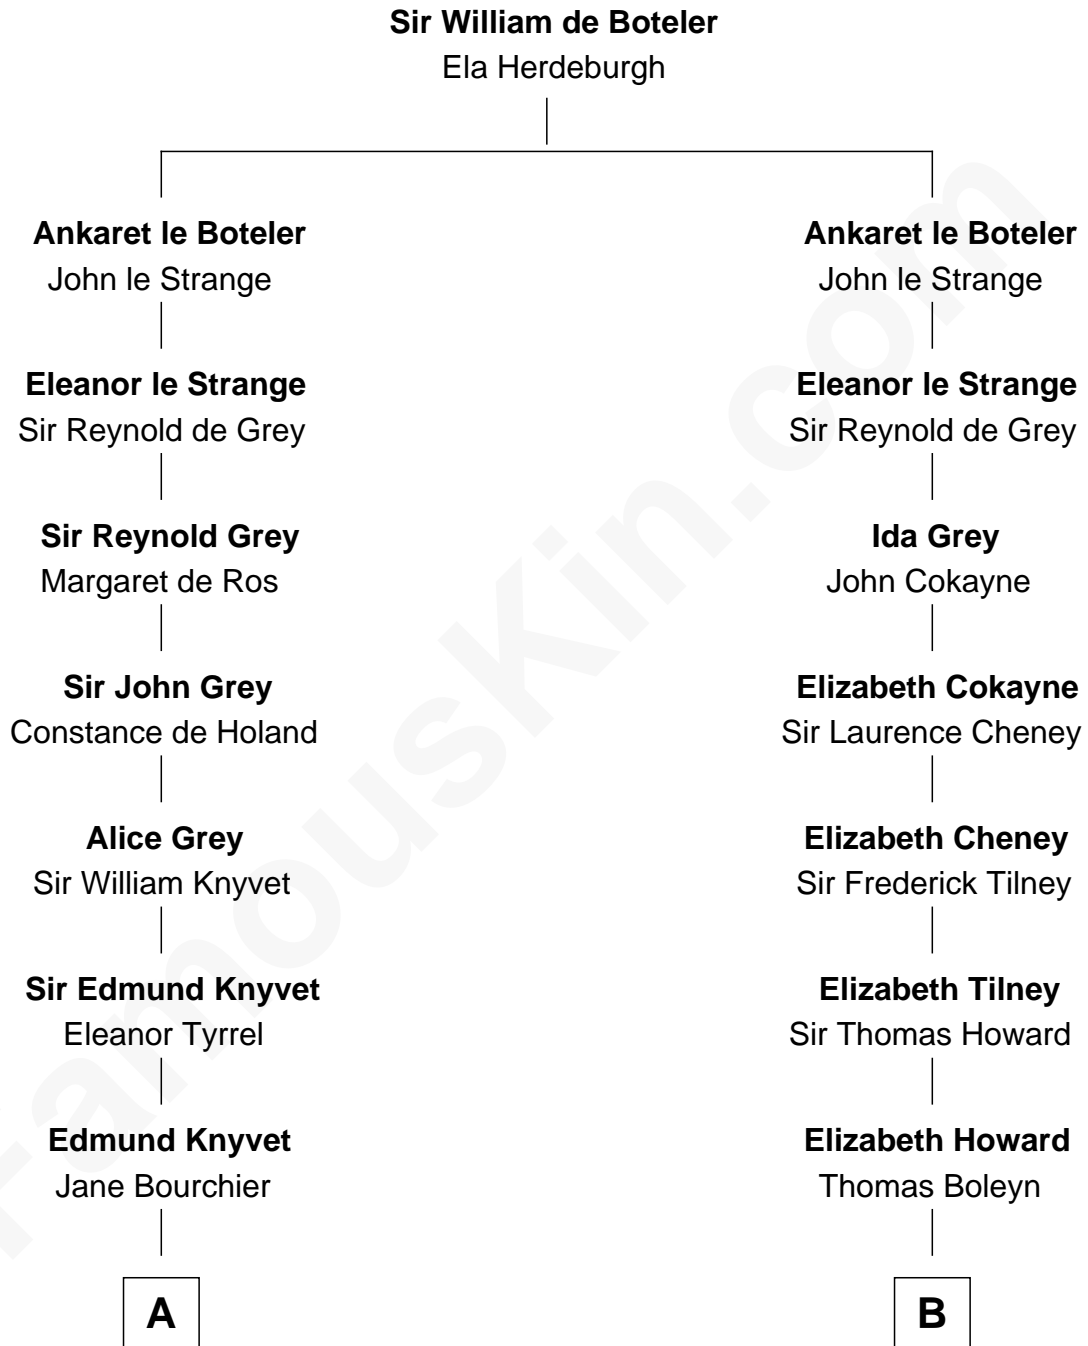 Sir William de Boteler
Ela Herdeburgh
Ankaret le Boteler
John le Strange
Ankaret le Boteler
John le Strange
Eleanor le Strange
Sir Reynold de Grey
Eleanor le Strange
Sir Reynold de Grey
Sir Reynold Grey
Margaret de Ros
Ida Grey
John Cokayne
Sir John Grey
Constance de Holand
Elizabeth Cokayne
Sir Laurence Cheney
Alice Grey
Sir William Knyvet
Elizabeth Cheney
Sir Frederick Tilney
Sir Edmund Knyvet
Eleanor Tyrrel
Elizabeth Tilney
Sir Thomas Howard
Edmund Knyvet
Jane Bourchier
Elizabeth Howard
Thomas Boleyn
A
B
FamousKin.com